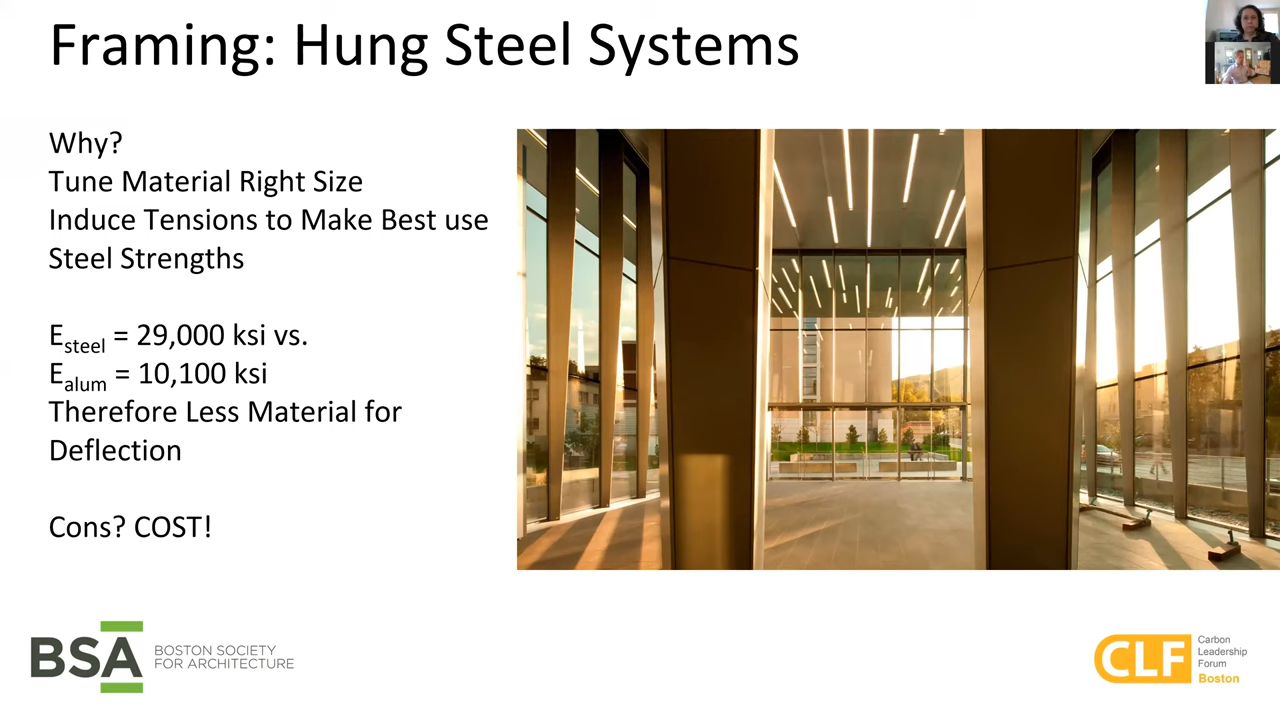 Framing: Hung Steel Systems
Why?
Tune Material Right Size
Induce Tensions to Make Best use
Steel Strengths
Esteel = 29,000 ksi vs.
Ealum = 10,100 ksi
Therefore Less Material for
Deflection
Cons? COST!
BSA
BOSTON SOCIETY
FOR ARCHITECTURE
CLF
Carbon
Leadership
Forum
Boston